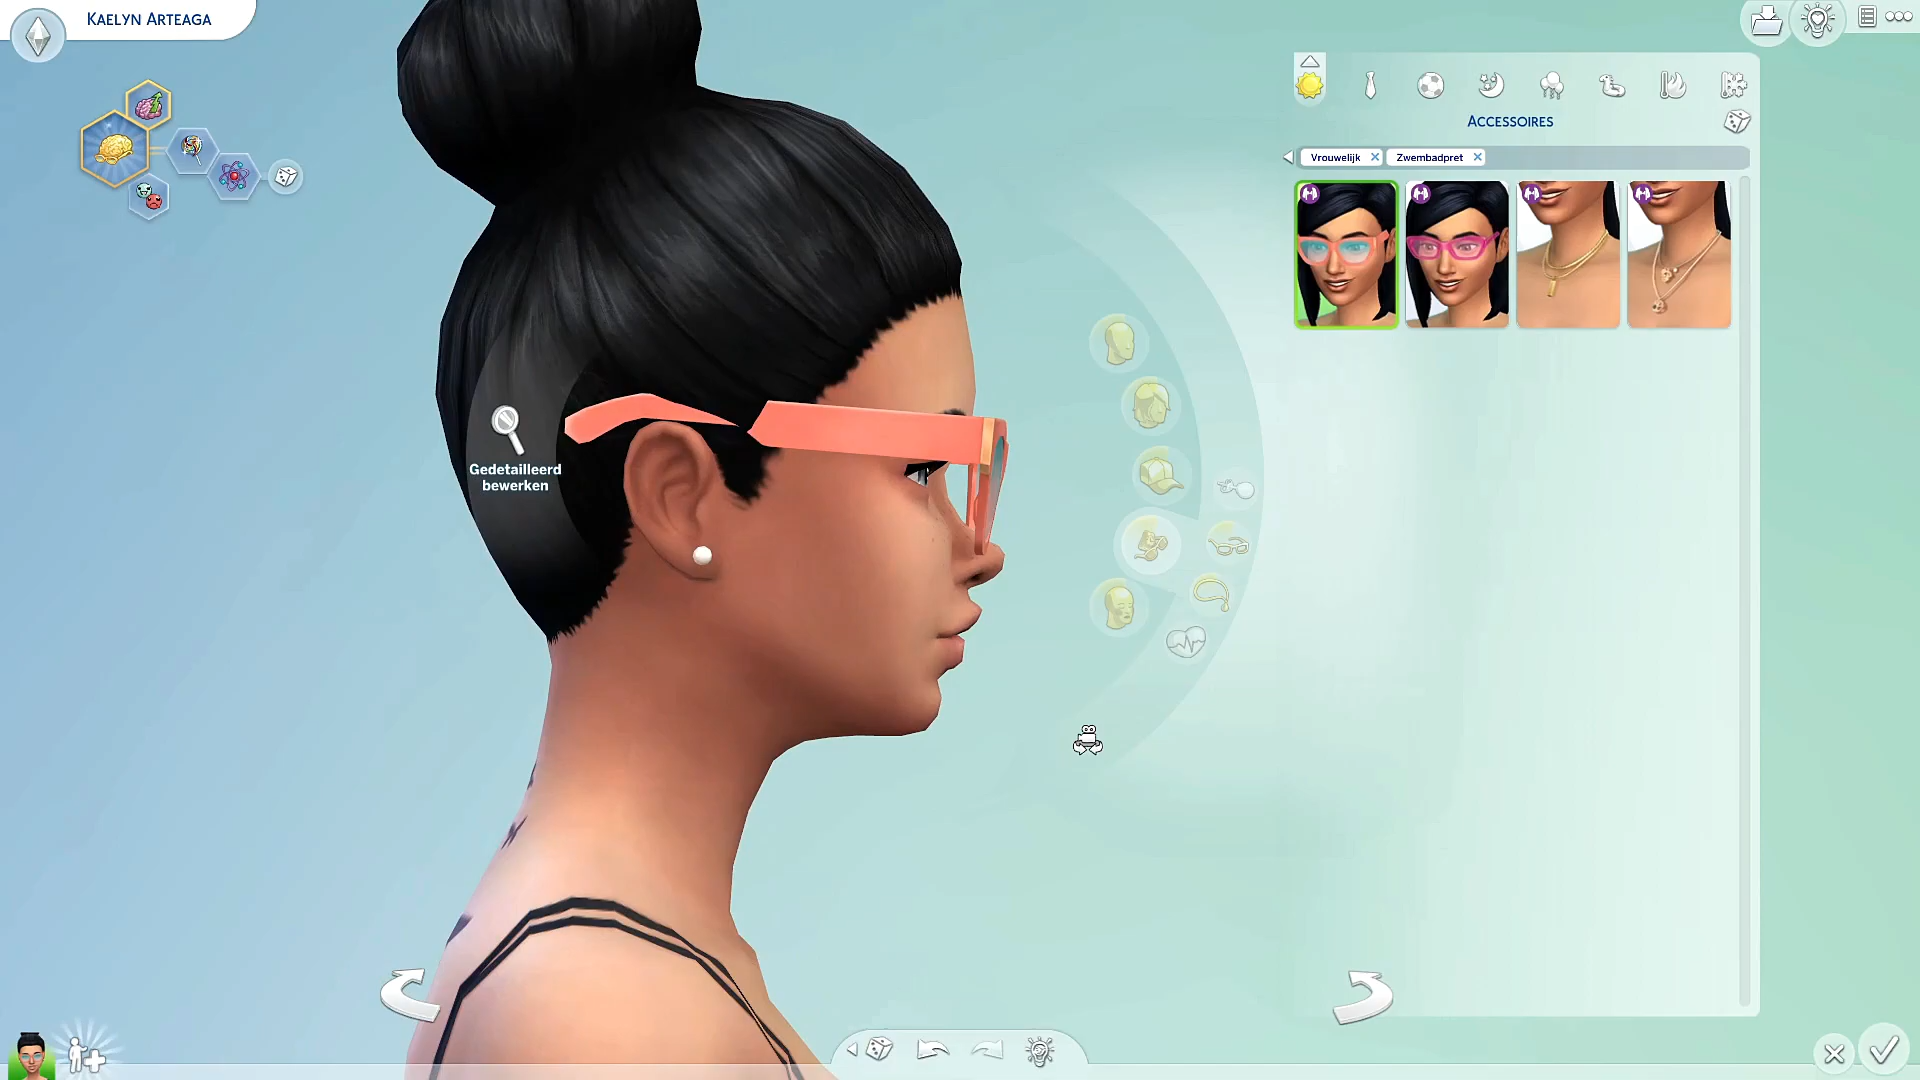 Kaelyn Arteaga
Accessoires
Vrouwelijk
Zwembadpret
Gedetailleerd
bewerken